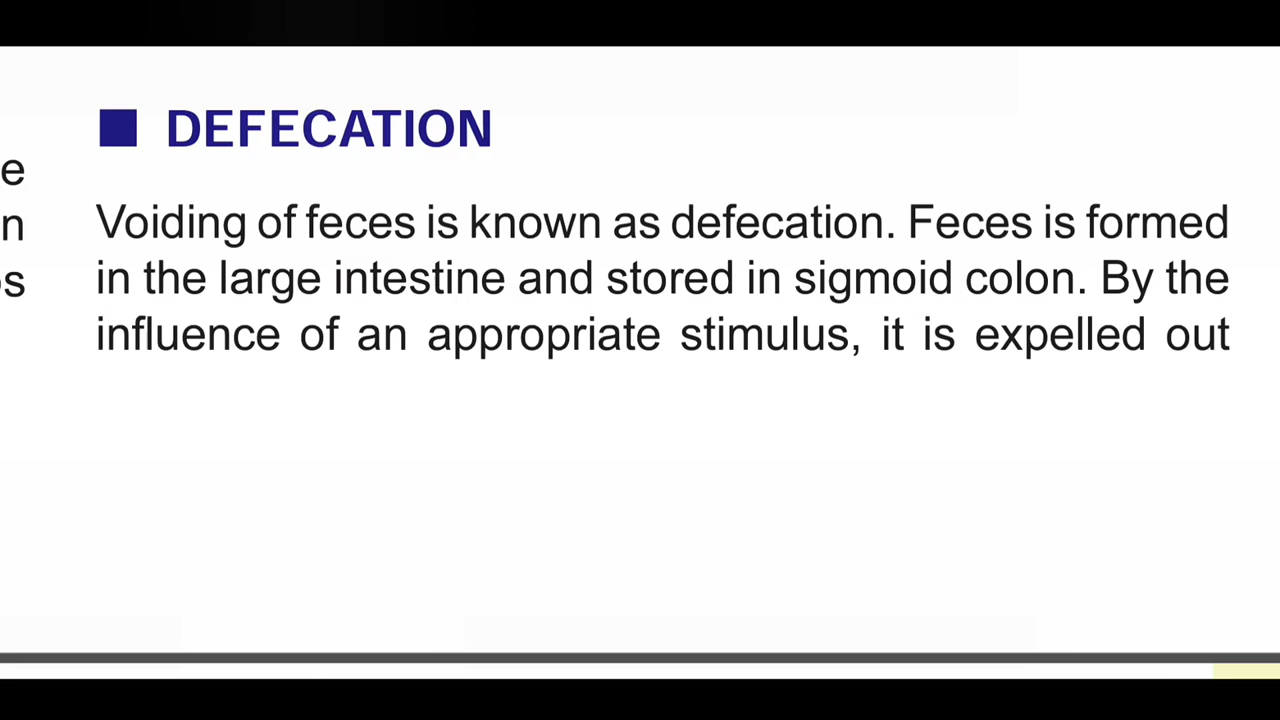 DEFECATION
e
Voiding of feces is known as defecation. Feces is formed
n
in the large intestine and stored in sigmoid colon. By the
s
influence of an appropriate stimulus, it is expelled out